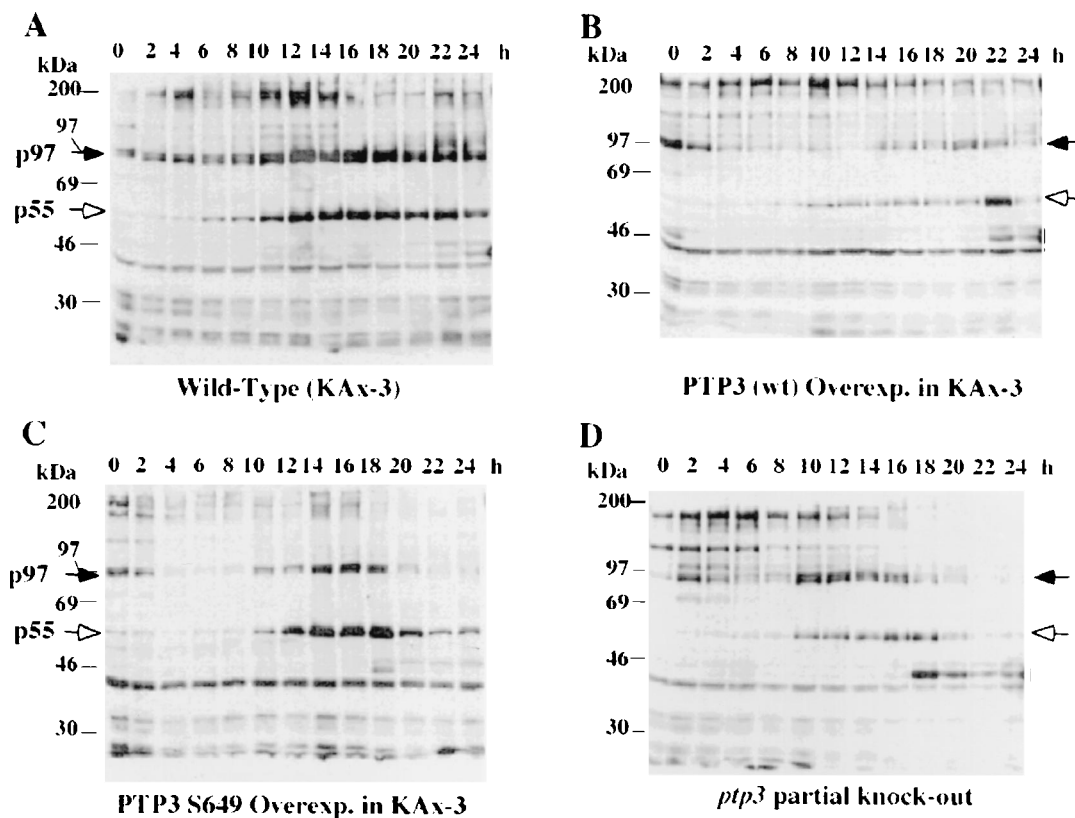 A
0 2 4 6 8 10 12 14 16 18 20 22 24 h
kDa
200
97
p97
69
p55
46
30
Wild-Type (KAx-3)
B
0 2 4 6 8 10 12 14 16 18 20 22 24 h
kDa
200
97
69
46
30
PTP3 (wt) Overexp. in KAx-3
C
0 2 4 6 8 10 12 14 16 18 20 22 24 h
kDa
200
97
p97
69
p55
46
30
PTP3 S649 Overexp. in KAx-3
D
0 2 4 6 8 10 12 14 16 18 20 22 24 h
kDa
200
97
69
46
30
ptp3 partial knock-out